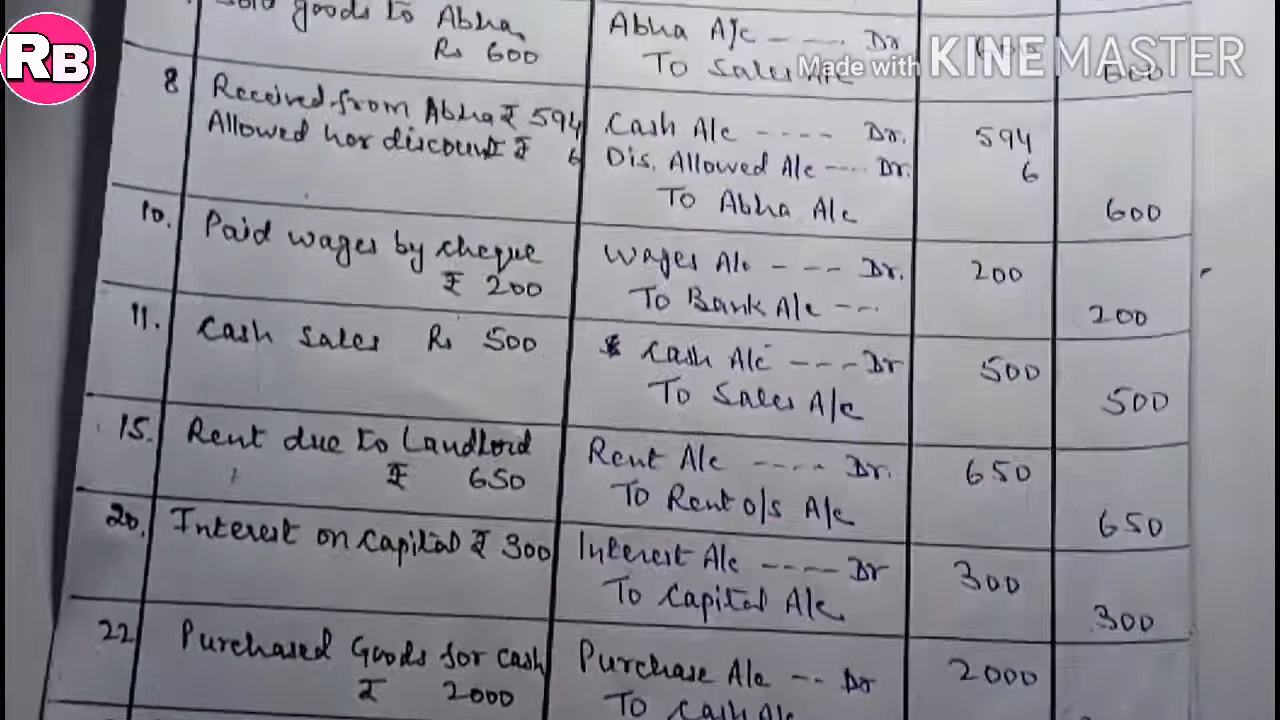 RB
Made with KINEMASTER
goods to Abha
Rs 600
Abha A/c ---- Dr
To Sales A/c
8 Received from Abha ₹ 594
Allowed her discount ₹ 6
Cash A/c ---- Dr. 594
Dis. Allowed A/c ---- Dr. 6
To Abha A/c 600
10. Paid wages by cheque
₹ 200
Wages A/c - --- Dr. 200
To Bank A/c --- 200
11. Cash sales Rs 500
Cash A/c ---- Dr 500
To Sales A/c 500
15. Rent due to Landlord
₹ 650
Rent A/c ---- Dr. 650
To Rent o/s A/c 650
20. Interest on capital ₹ 300
Interest A/c ---- Dr 300
To Capital A/c 300
22 Purchased Goods for cash
₹ 2000
Purchase A/c -- Dr 2000
To Cash A/c